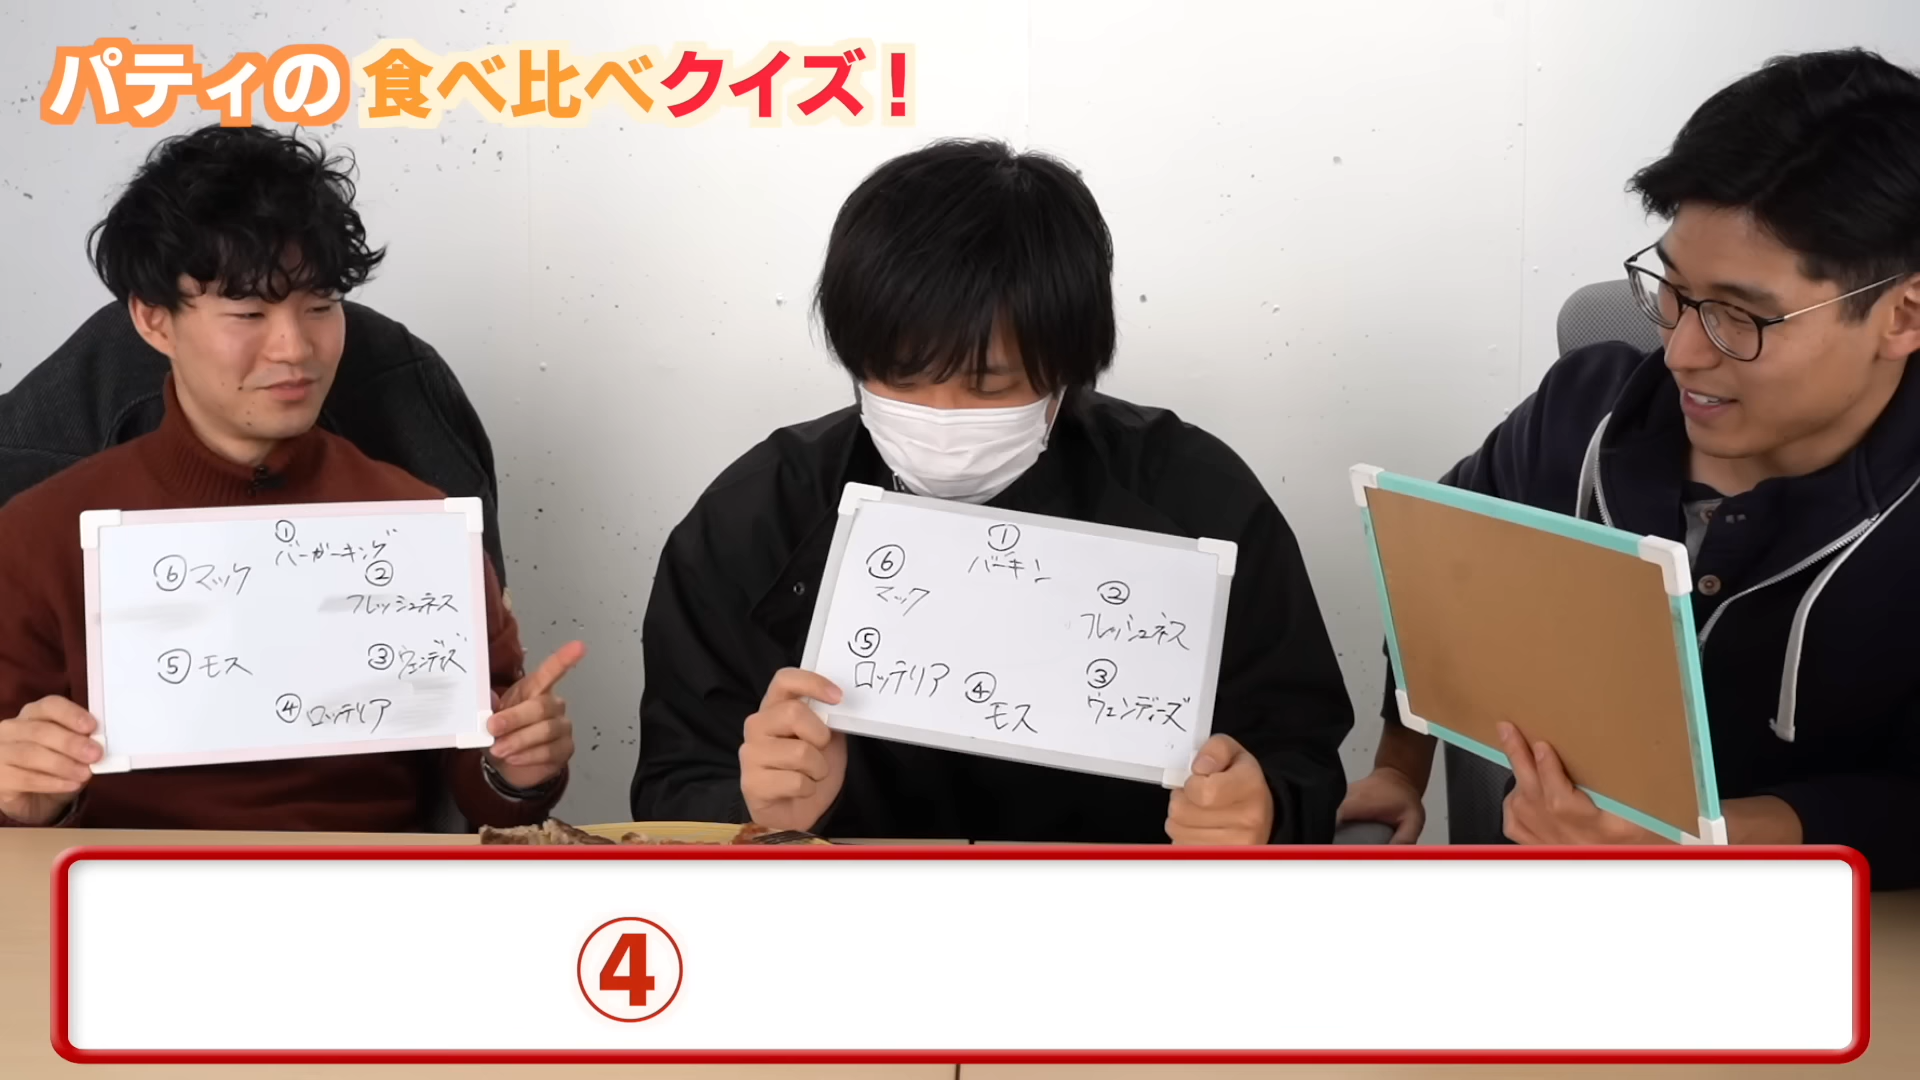 パティの食べ比べクイズ！
①
バーガーキング
⑥マック
②
フレッシュネス
⑤モス
③ウェンディズ
④ロッテリア
①
バーキン
⑥
マック
②
フレッシュネス
⑤
ロッテリア
④
モス
③
ウェンディーズ
④